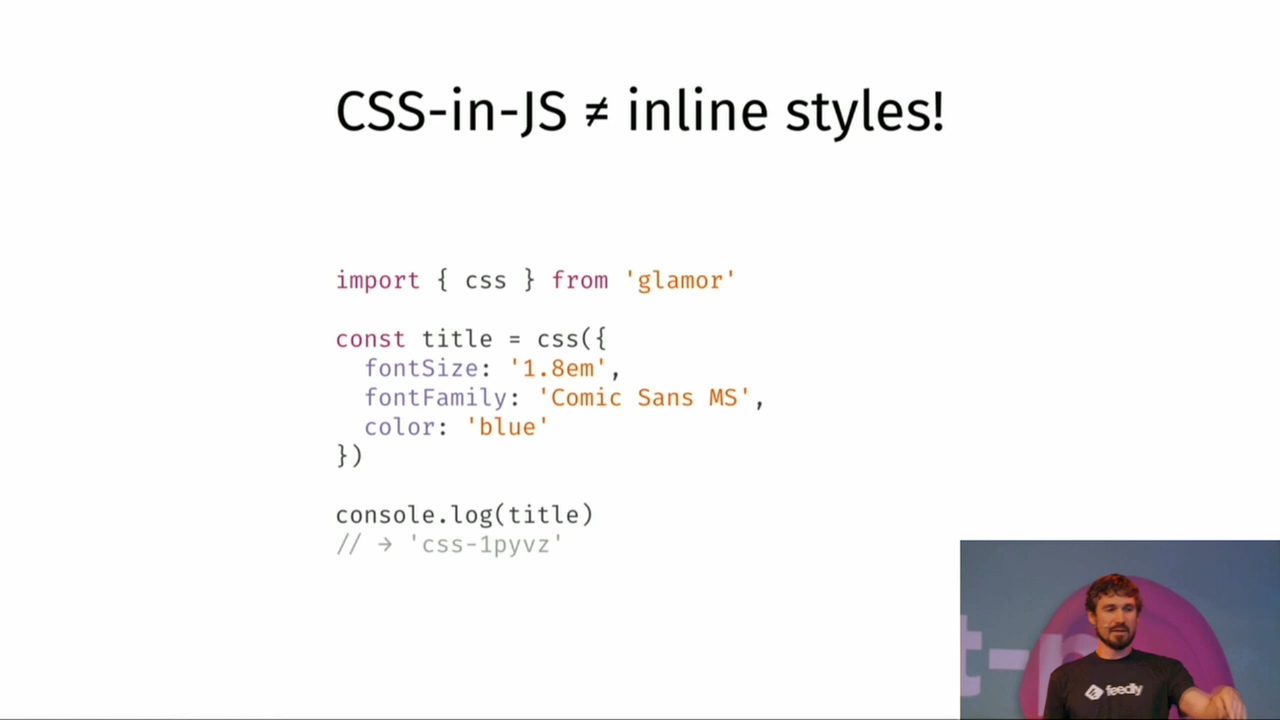 CSS-in-JS ≠ inline styles!
import { css } from 'glamor'
const title = css({
  fontSize: '1.8em',
  fontFamily: 'Comic Sans MS',
  color: 'blue'
})
console.log(title)
// → 'css-1pyvz'
feedly